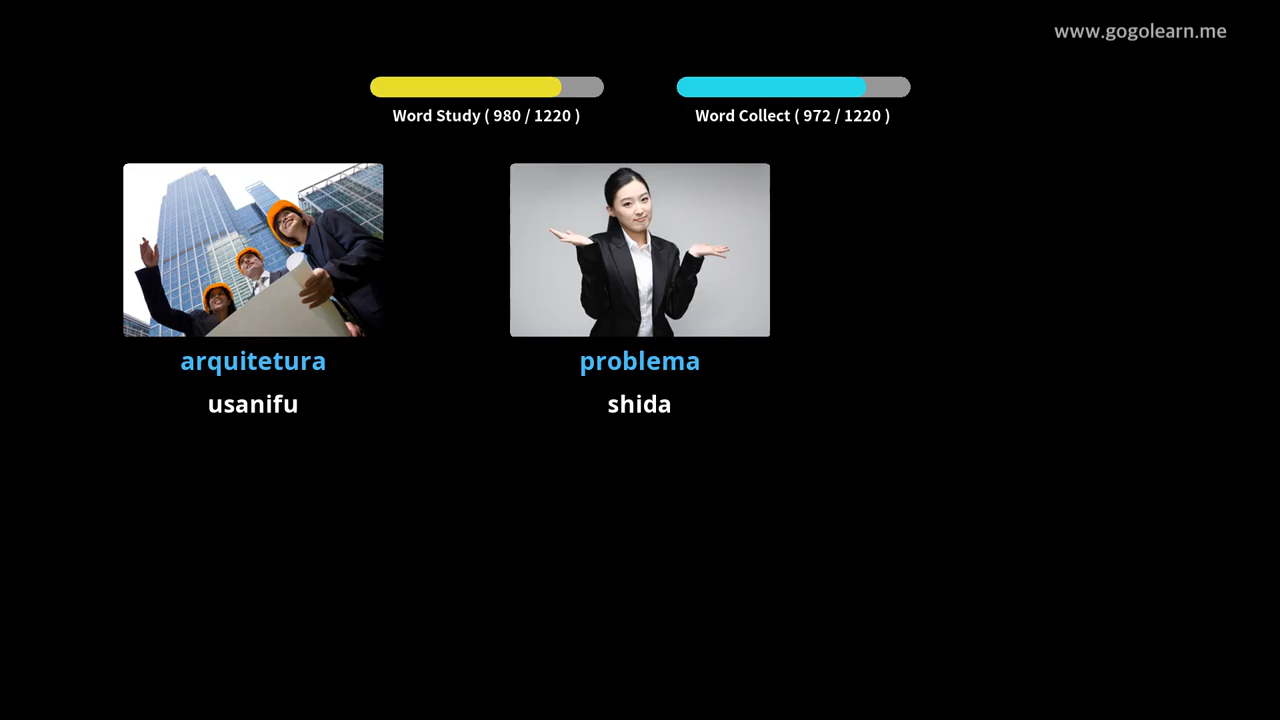 www.gogolearn.me
Word Study ( 980 / 1220 )
Word Collect ( 972 / 1220 )
arquitetura
usanifu
problema
shida